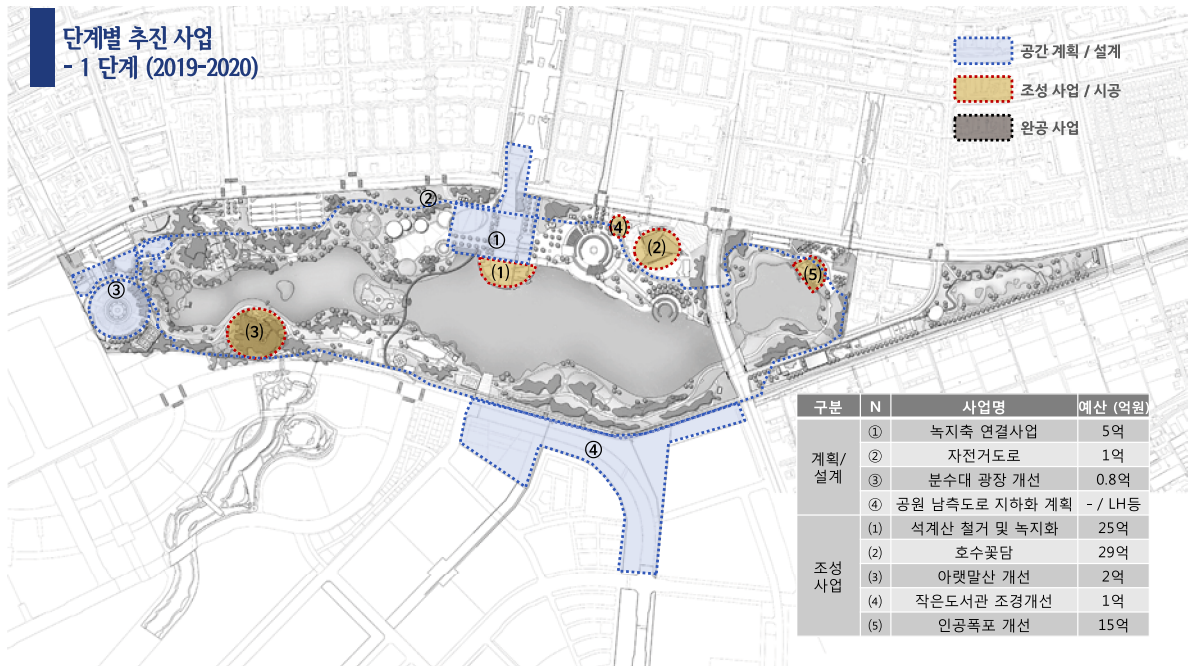 단계별 추진 사업
- 1 단계 (2019-2020)
공간 계획 / 설계
조성 사업 / 시공
완공 사업
②
①
(4)
(2)
(1)
(5)
③
(3)
④
구분 N 사업명 예산 (억원)
계획/
설계
① 녹지축 연결사업 5억
② 자전거도로 1억
③ 분수대 광장 개선 0.8억
④ 공원 남측도로 지하화 계획 - / LH등
조성
사업
(1) 석계산 철거 및 녹지화 25억
(2) 호수꽃담 29억
(3) 아랫말산 개선 2억
(4) 작은도서관 조경개선 1억
(5) 인공폭포 개선 15억